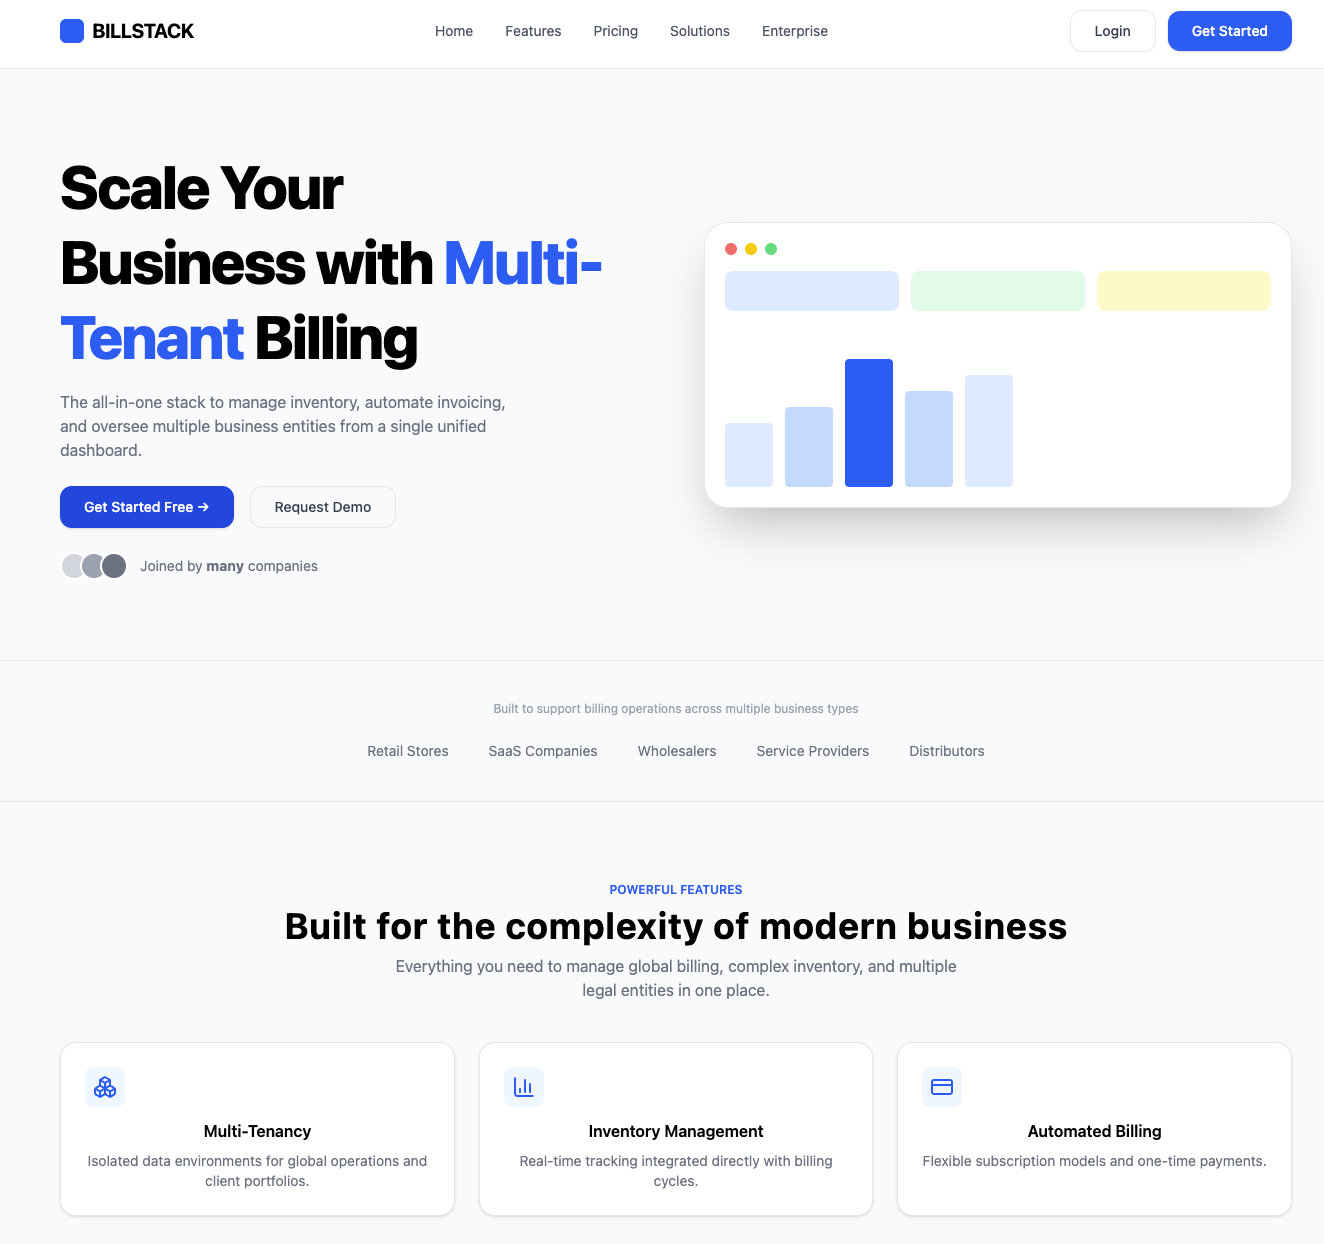 BILLSTACK
Home
Features
Pricing
Solutions
Enterprise
Login
Get Started
Scale Your
Business with Multi-
Tenant Billing
The all-in-one stack to manage inventory, automate invoicing,
and oversee multiple business entities from a single unified
dashboard.
Get Started Free →
Request Demo
Joined by many companies
Built to support billing operations across multiple business types
Retail Stores
SaaS Companies
Wholesalers
Service Providers
Distributors
POWERFUL FEATURES
Built for the complexity of modern business
Everything you need to manage global billing, complex inventory, and multiple
legal entities in one place.
Multi-Tenancy
Isolated data environments for global operations and
client portfolios.
Inventory Management
Real-time tracking integrated directly with billing
cycles.
Automated Billing
Flexible subscription models and one-time payments.